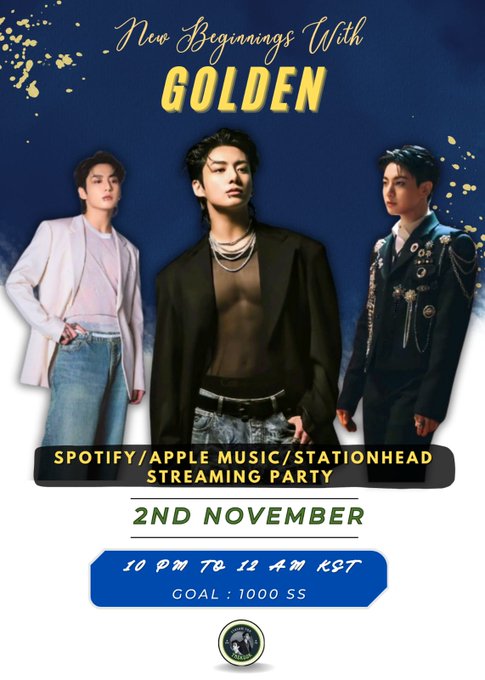 New Beginnings With
GOLDEN
SPOTIFY/APPLE MUSIC/STATIONHEAD
STREAMING PARTY
2ND NOVEMBER
10 PM TO 12 AM KST
GOAL : 1000 SS